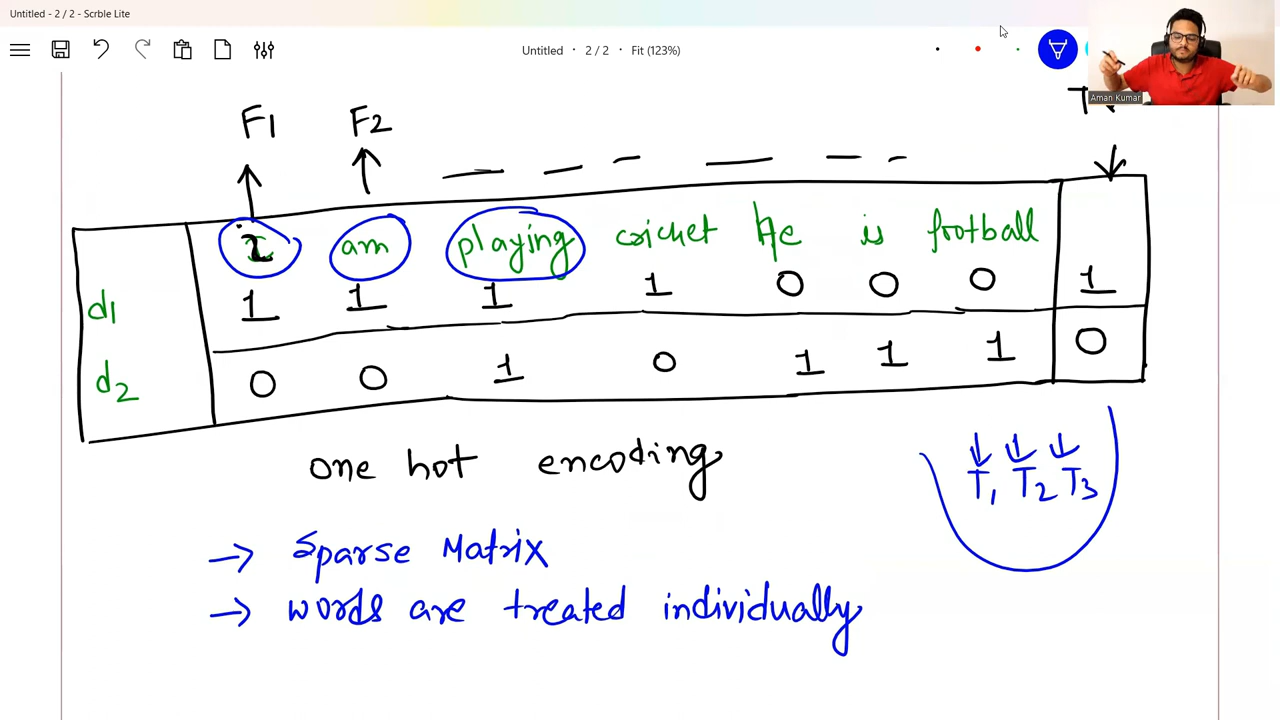 Untitled - 2 / 2 - Scrble Lite
Untitled • 2 / 2 • Fit (123%)
Aman Kumar
F1 F2
i am playing cricket He is football
d1 1 1 1 1 0 0 0 1
d2 0 0 1 0 1 1 1 0
one hot encoding
T1 T2 T3
→ Sparse Matrix
→ words are treated individually